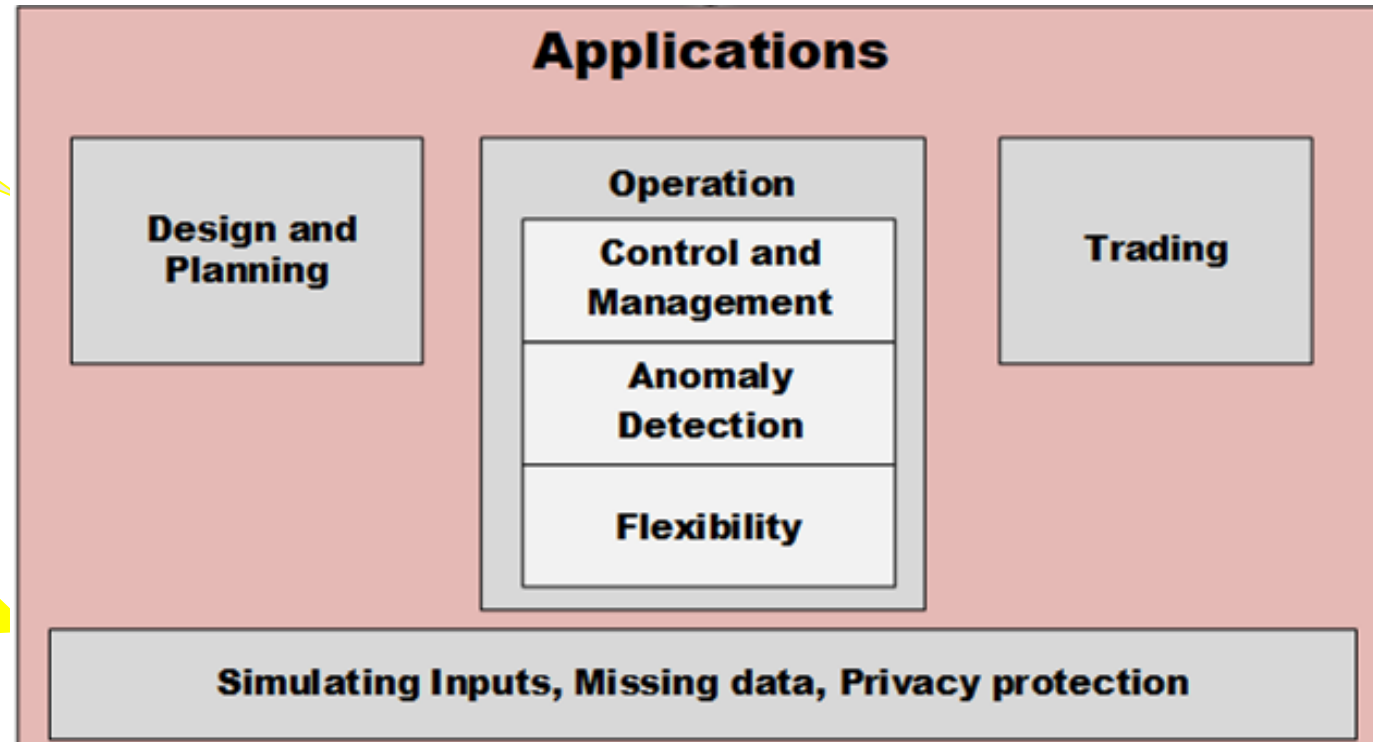 Applications
Design and
Planning
Operation
Control and
Management
Anomaly
Detection
Flexibility
Trading
Simulating Inputs, Missing data, Privacy protection